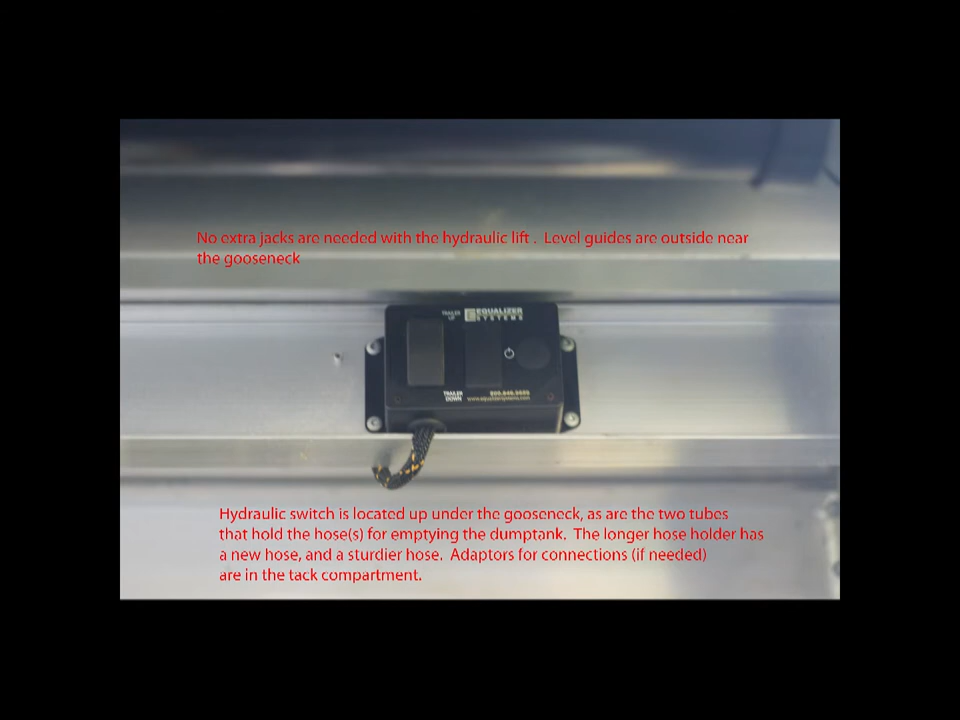 No extra jacks are needed with the hydraulic lift . Level guides are outside near
the gooseneck
TRAILER
UP
EQUALIZER
SYSTEMS
TRAILER
DOWN
www.equalizersystems.com
Hydraulic switch is located up under the gooseneck, as are the two tubes
that hold the hose(s) for emptying the dumptank. The longer hose holder has
a new hose, and a sturdier hose. Adaptors for connections (if needed)
are in the tack compartment.